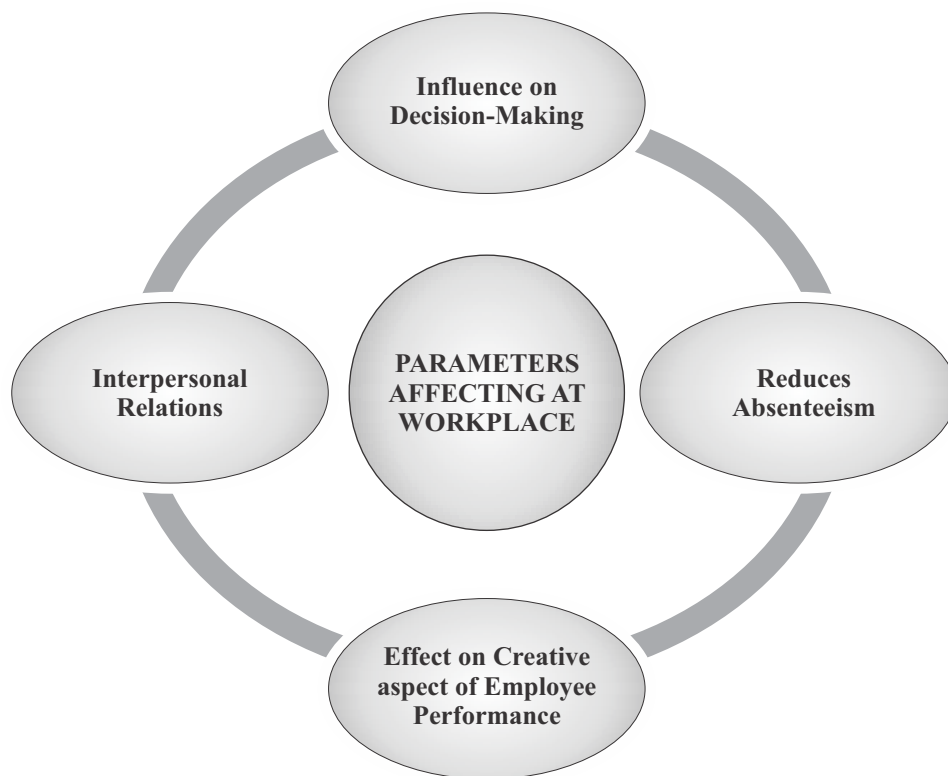 Influence on
Decision-Making
Interpersonal
Relations
PARAMETERS
AFFECTING AT
WORKPLACE
Reduces
Absenteeism
Effect on Creative
aspect of Employee
Performance